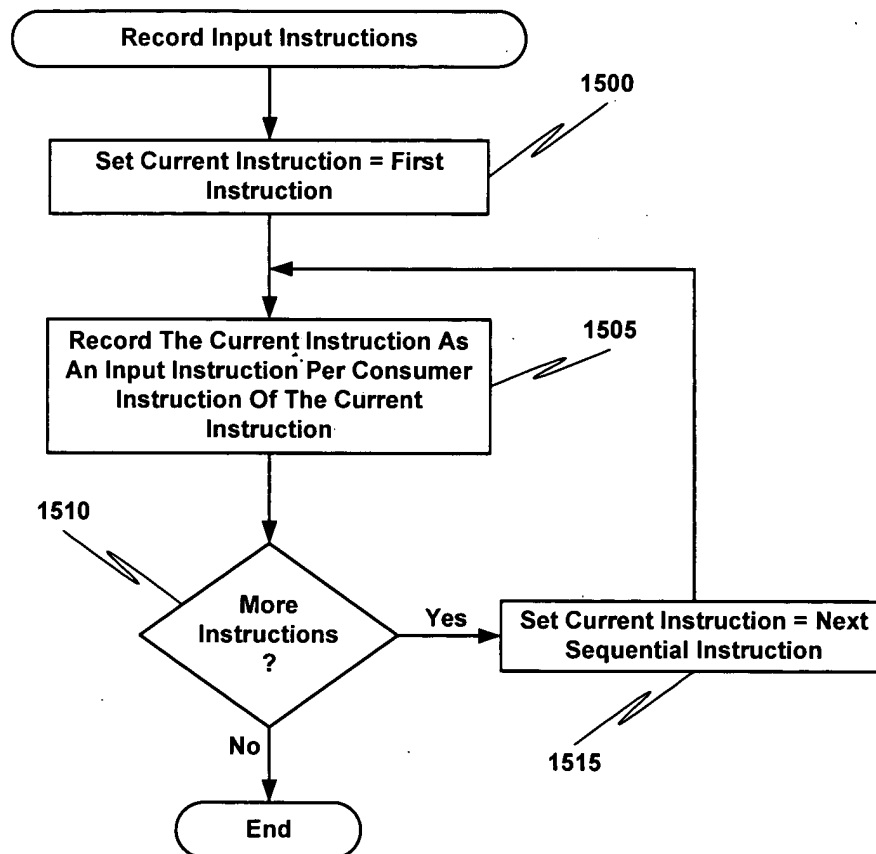 Record Input Instructions
1500
Set Current Instruction = First
Instruction
Record The Current Instruction As
An Input Instruction Per Consumer
Instruction Of The Current
Instruction
1505
1510
More
Instructions
?
Yes
Set Current Instruction = Next
Sequential Instruction
No
1515
End